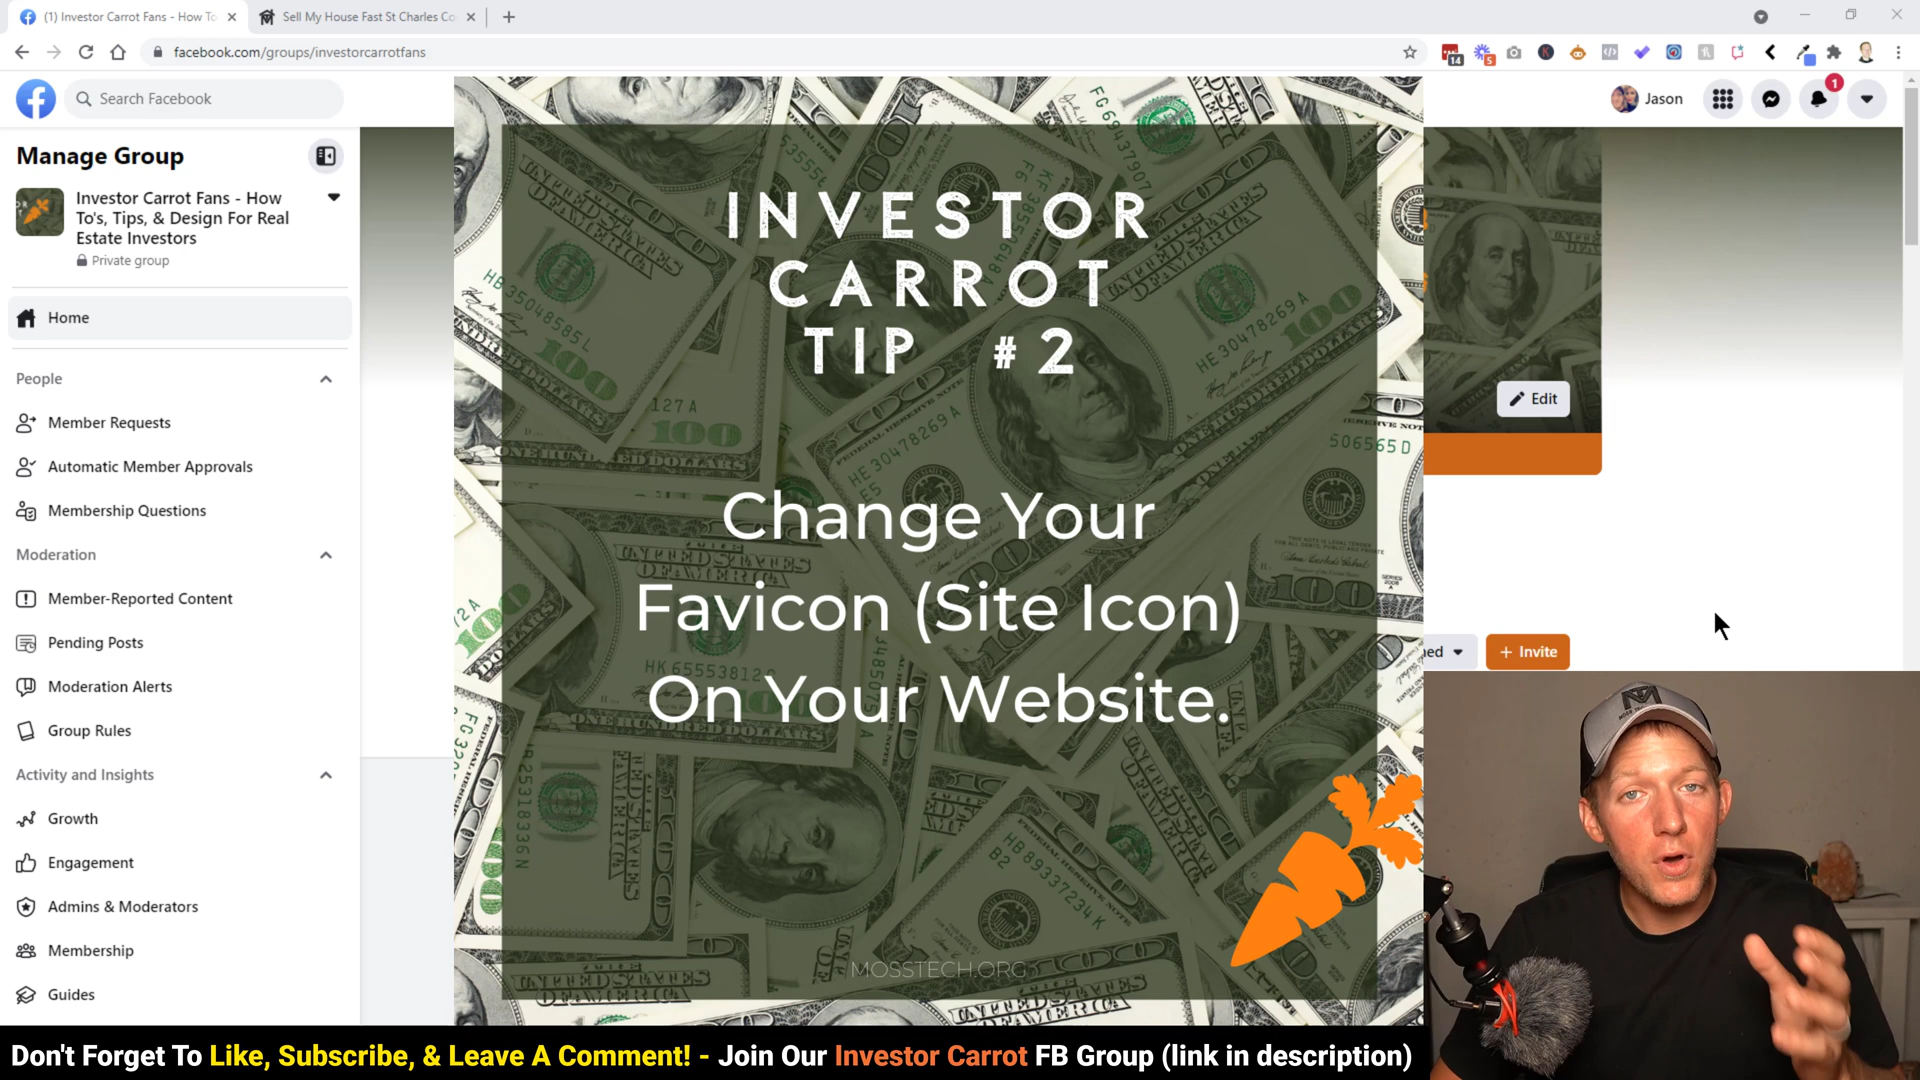 (1) Investor Carrot Fans - How To
Sell My House Fast St Charles Co
facebook.com/groups/investorcarrotfans
14
5
Search Facebook
Jason
1
Manage Group
Investor Carrot Fans - How
To's, Tips, & Design For Real
Estate Investors
Private group
Home
People
Member Requests
Automatic Member Approvals
Membership Questions
Moderation
Member-Reported Content
Pending Posts
Moderation Alerts
Group Rules
Activity and Insights
Growth
Engagement
Admins & Moderators
Membership
Guides
INVESTOR
CARROT
TIP #2
Change Your
Favicon (Site Icon)
On Your Website.
MOSSTECH.ORG
Edit
+ Invite
Don't Forget To Like, Subscribe, & Leave A Comment! - Join Our Investor Carrot FB Group (link in description)